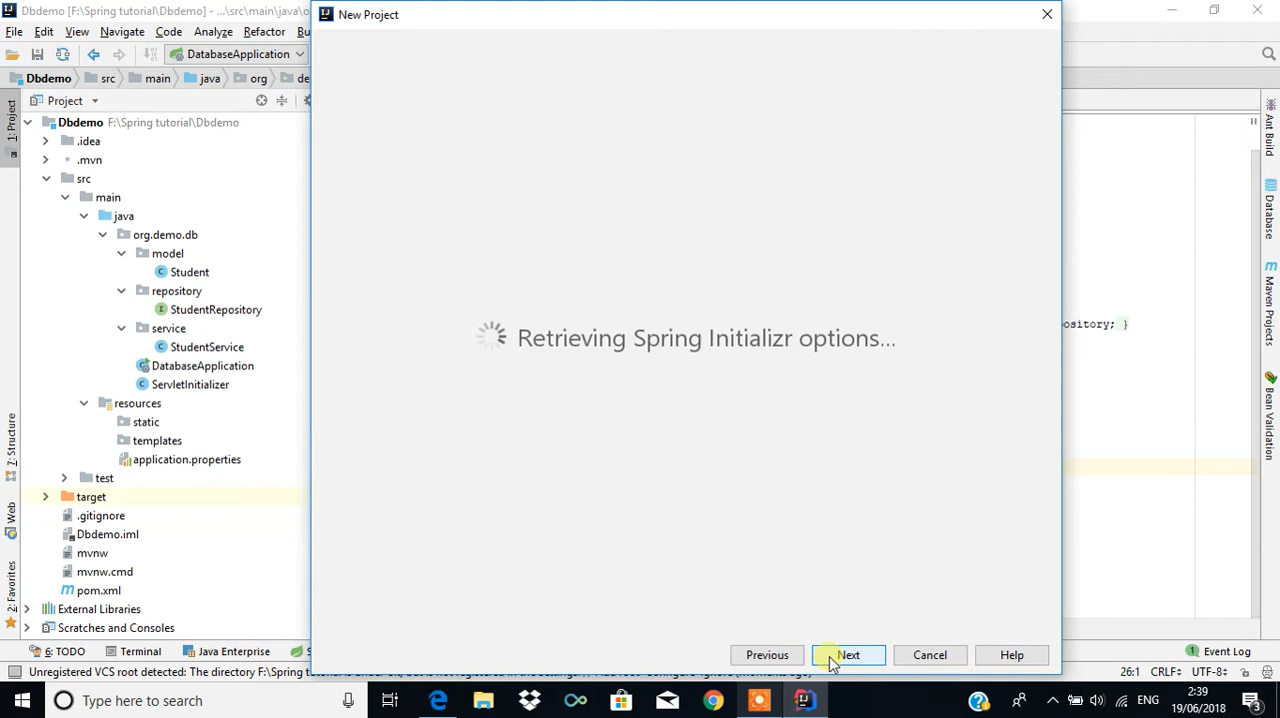 Dbdemo [F:\Spring tutorial\Dbdemo] - ...\src\main\java\o
New Project
File Edit View Navigate Code Analyze Refactor Bu
DatabaseApplication
Dbdemo src main java org de
Project
Dbdemo F:\Spring tutorial\Dbdemo
.idea
.mvn
src
main
java
org.demo.db
model
Student
repository
StudentRepository
service
StudentService
DatabaseApplication
ServletInitializer
resources
static
templates
application.properties
test
target
.gitignore
Dbdemo.iml
mvnw
mvnw.cmd
pom.xml
External Libraries
Scratches and Consoles
1: Project
7: Structure
Web
2: Favorites
Retrieving Spring Initializr options...
Previous Next Cancel Help
ository; }
Ant Build
Database
Maven Projects
Bean Validation
6: TODO Terminal Java Enterprise S
Event Log
Unregistered VCS root detected: The directory F:\Spring
26:1 CRLF÷ UTF-8÷
Type here to search
ENG
39
19/06/2018
3